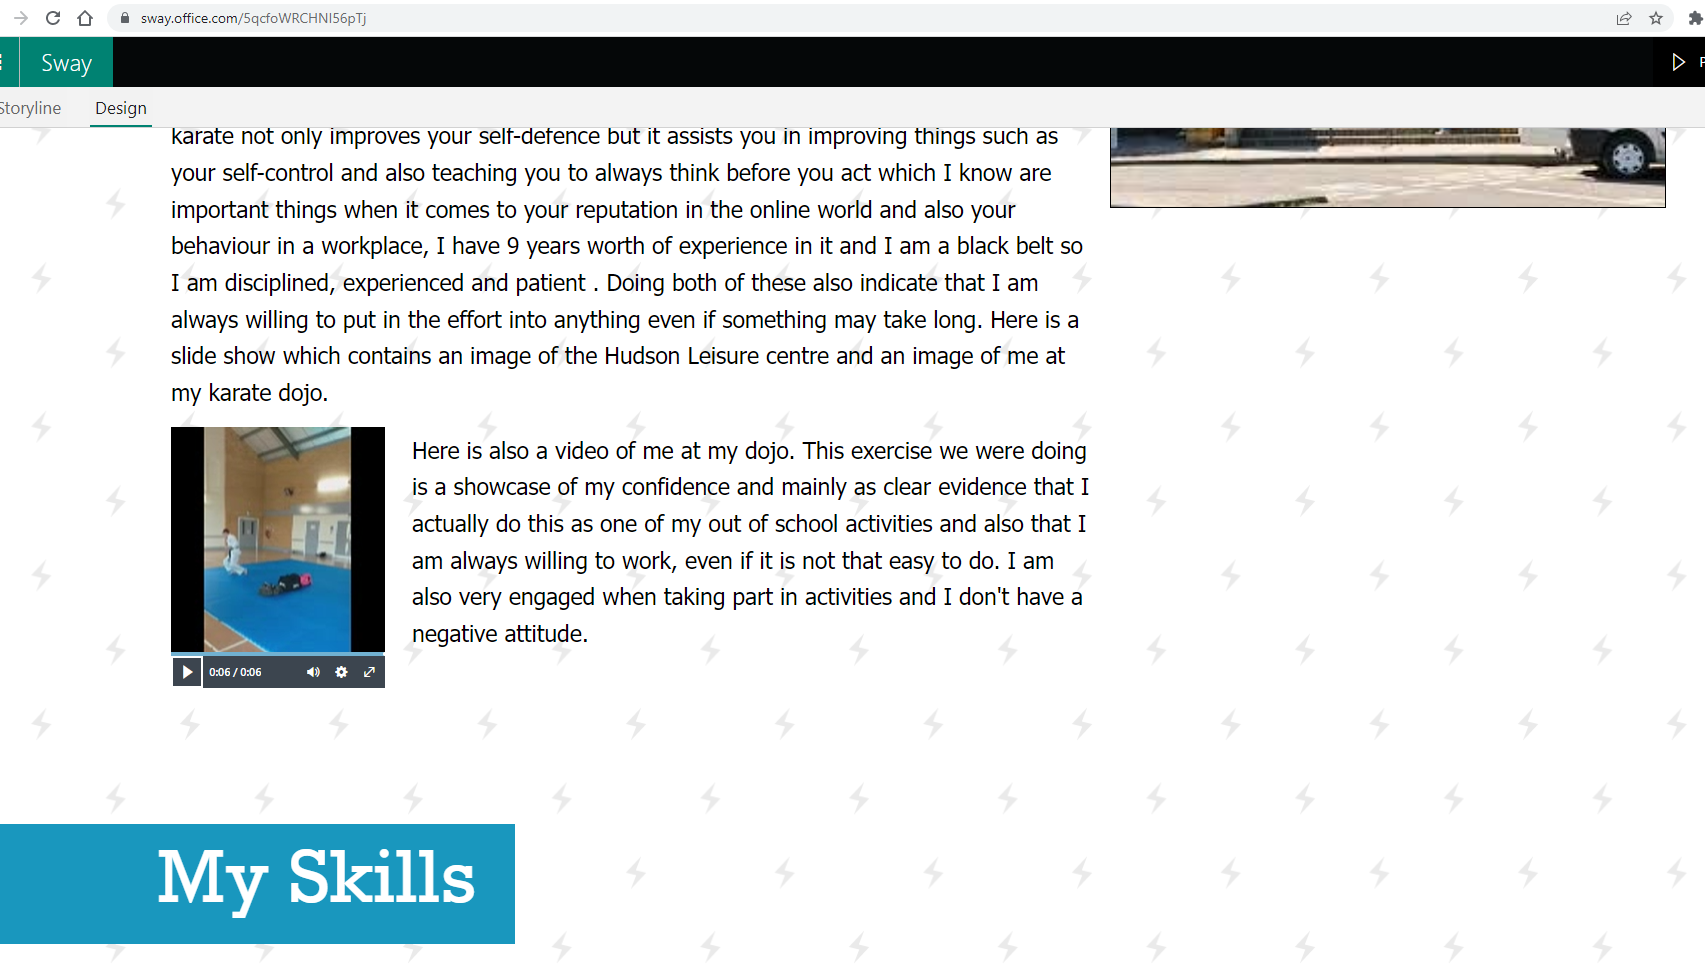 sway.office.com/5qcfoWRCHNI56pTj
Sway
Storyline
Design
karate not only improves your self-defence but it assists you in improving things such as
your self-control and also teaching you to always think before you act which I know are
important things when it comes to your reputation in the online world and also your
behaviour in a workplace, I have 9 years worth of experience in it and I am a black belt so
I am disciplined, experienced and patient . Doing both of these also indicate that I am
always willing to put in the effort into anything even if something may take long. Here is a
slide show which contains an image of the Hudson Leisure centre and an image of me at
my karate dojo.
Here is also a video of me at my dojo. This exercise we were doing
is a showcase of my confidence and mainly as clear evidence that I
actually do this as one of my out of school activities and also that I
am always willing to work, even if it is not that easy to do. I am
also very engaged when taking part in activities and I don't have a
negative attitude.
0:06 / 0:06
My Skills